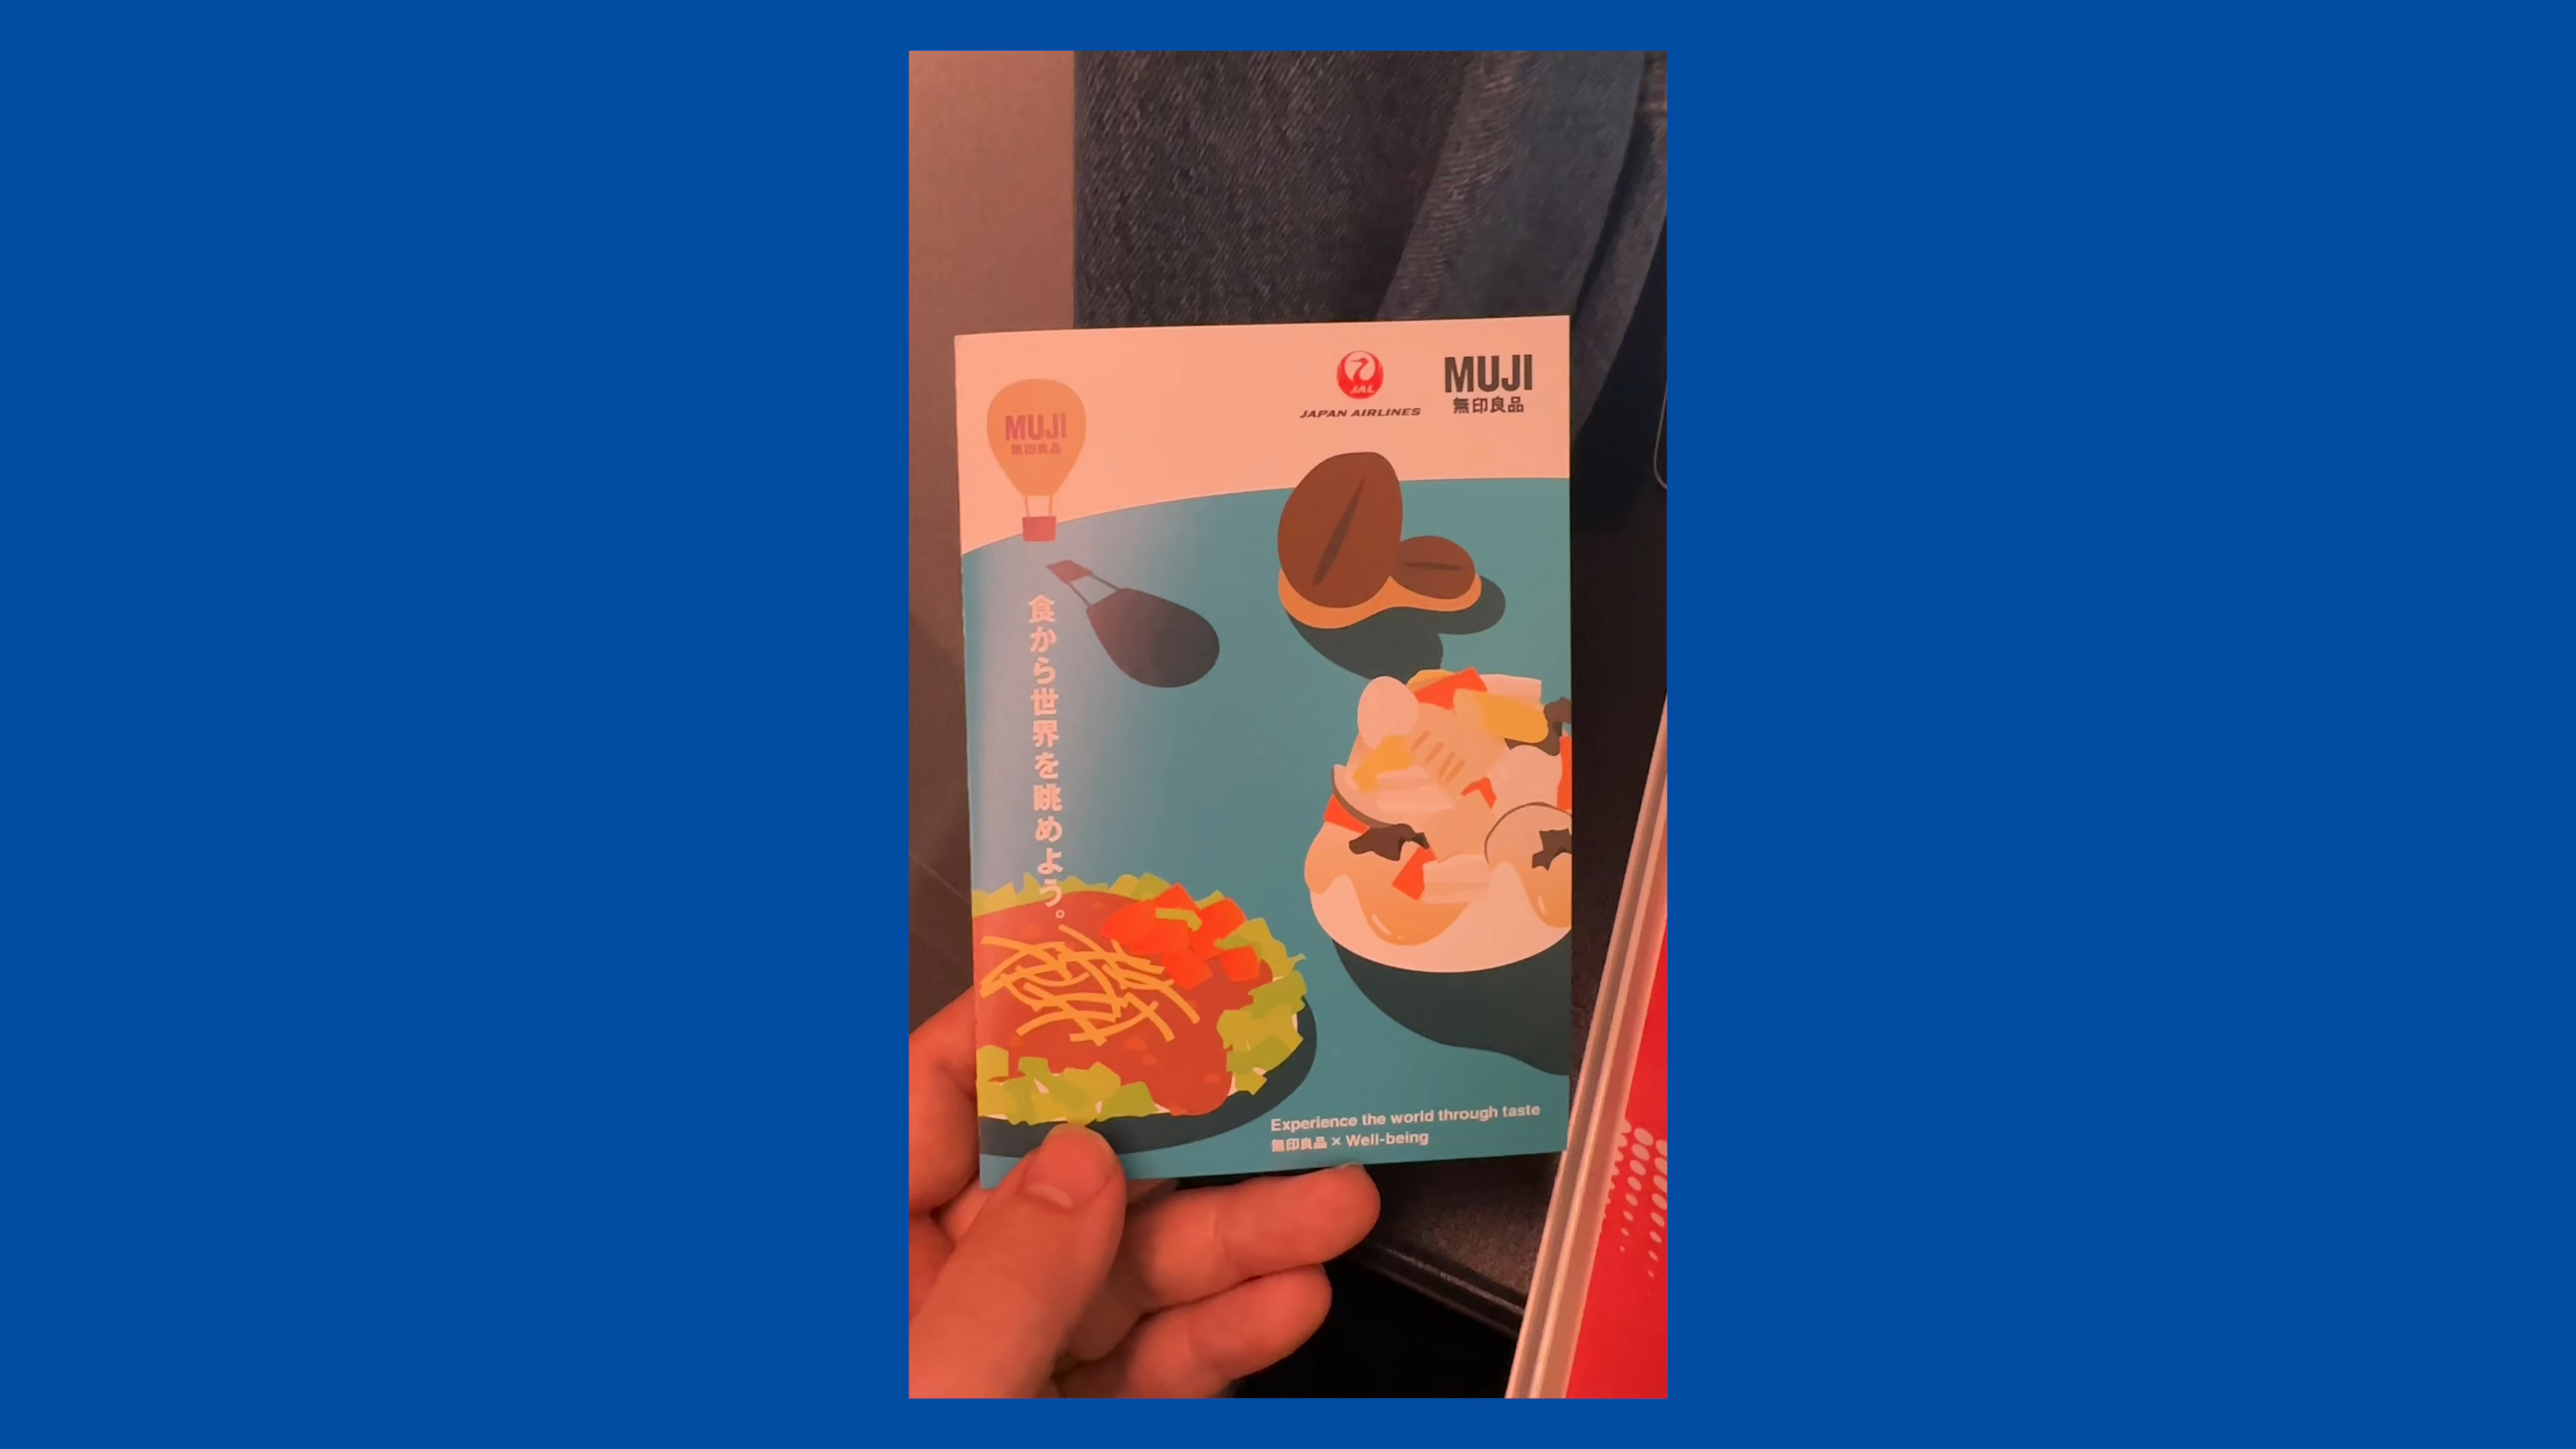 JAL
JAPAN AIRLINES
MUJI
無印良品
MUJI
無印良品
食から世界を眺めよう。
Experience the world through taste
無印良品 × Well-being